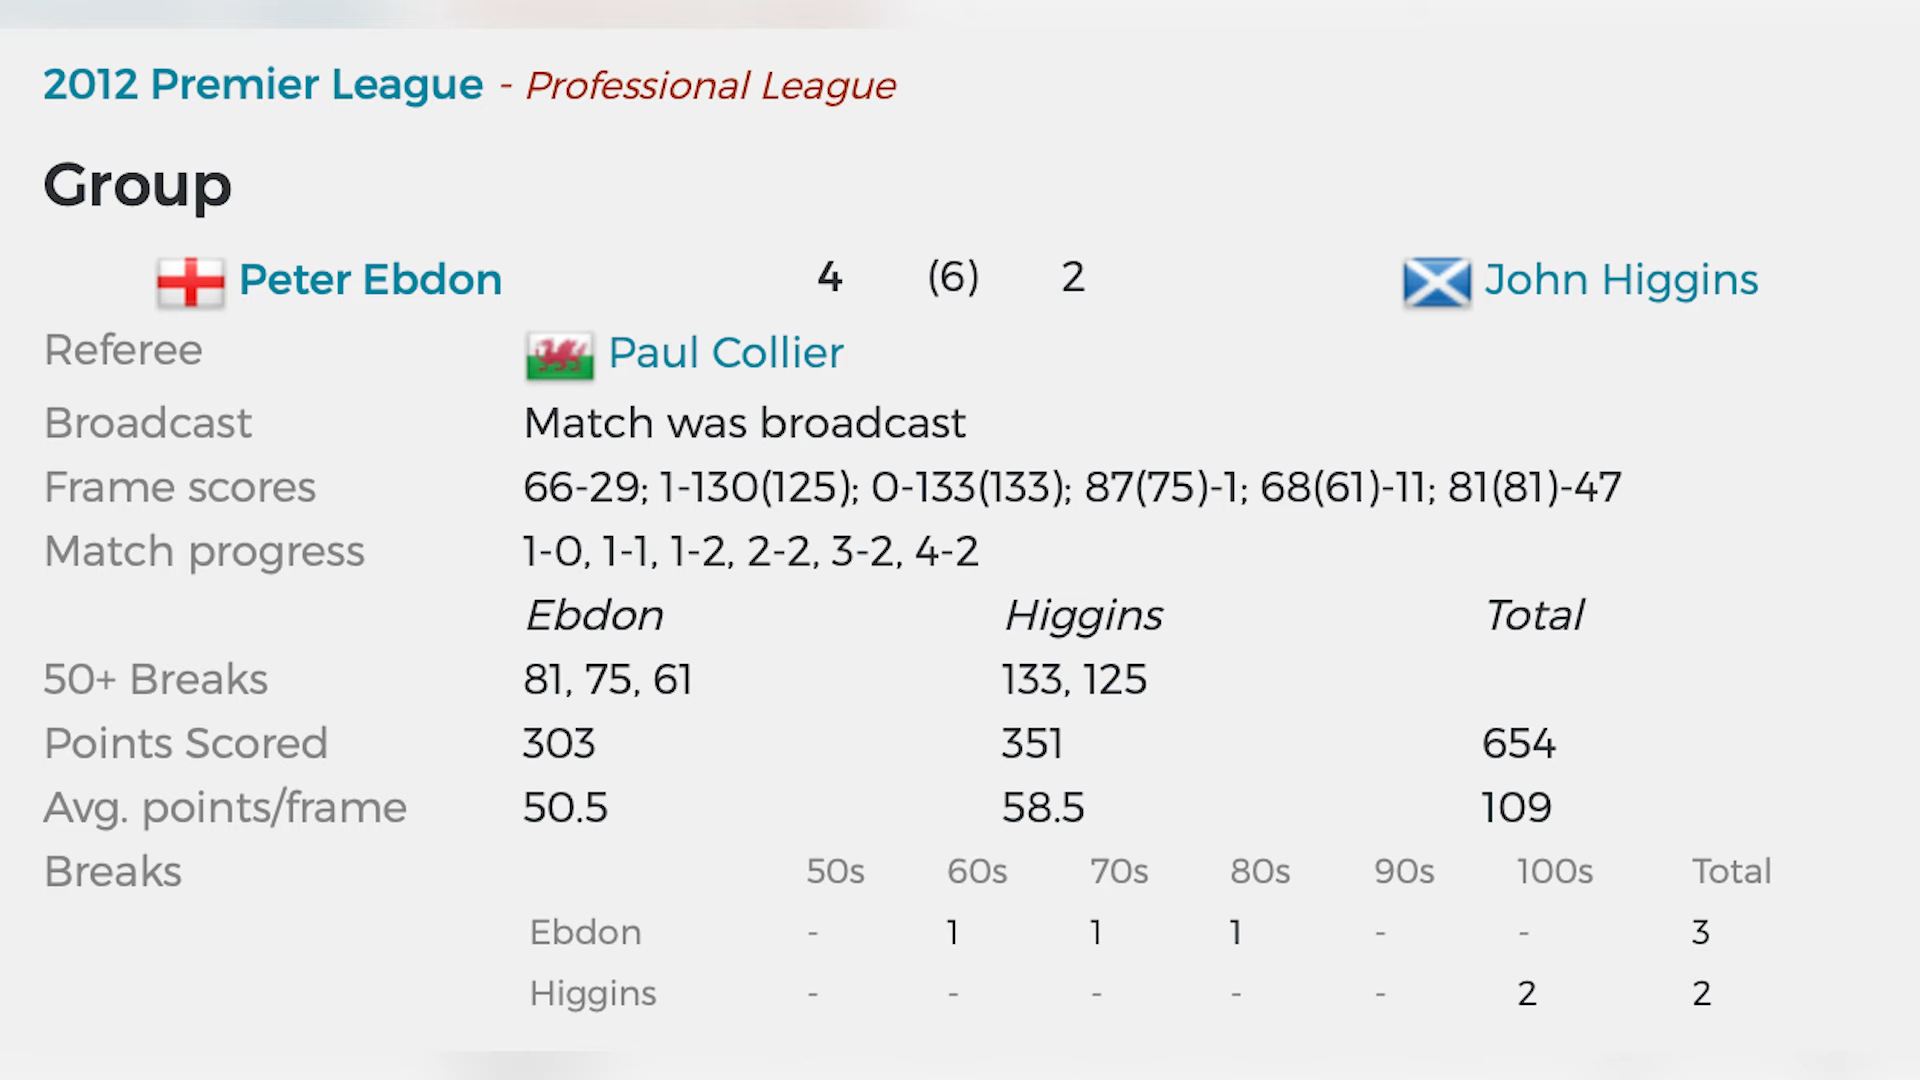 2012 Premier League - Professional League
Group
Peter Ebdon 4 (6) 2 John Higgins
Referee Paul Collier
Broadcast Match was broadcast
Frame scores 66-29; 1-130(125); 0-133(133); 87(75)-1; 68(61)-11; 81(81)-47
Match progress 1-0, 1-1, 1-2, 2-2, 3-2, 4-2
Ebdon Higgins Total
50+ Breaks 81, 75, 61 133, 125
Points Scored 303 351 654
Avg. points/frame 50.5 58.5 109
Breaks 50s 60s 70s 80s 90s 100s Total
Ebdon - 1 1 1 - - 3
Higgins - - - - - 2 2